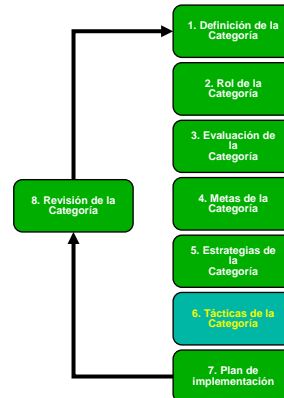 1. Definición de la
Categoría
2. Rol de la
Categoría
3. Evaluación de
la
Categoría
8. Revisión de la
Categoría
4. Metas de la
Categoría
5. Estrategias de
la
Categoría
6. Tácticas de la
Categoría
7. Plan de
implementación